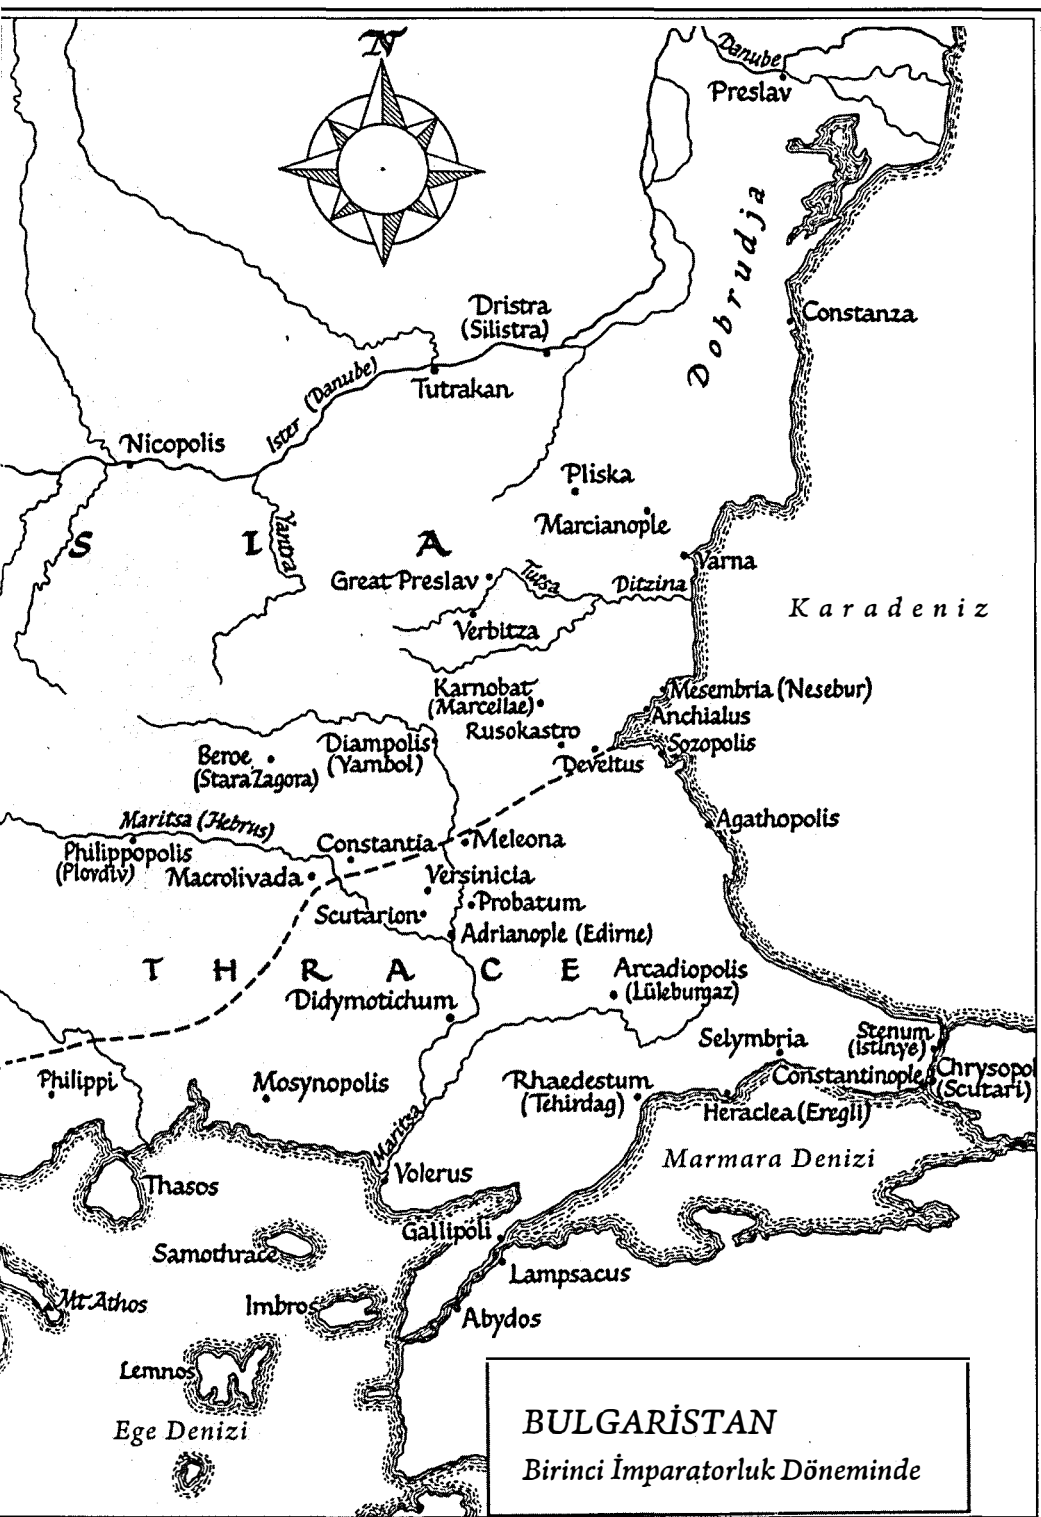 N
Danube
Preslav
Dobrudja
Constanza
Dristra
(Silistra)
Tutrakan
Ister (Danube)
Nicopolis
Yantra
Pliska
Marcianople
S I A
Varna
Great Preslav
Tutsa
Ditzina
Verbitza
Karadeniz
Karnobat
(Marcellae)
Mesembria (Nesebur)
Anchialus
Rusokastro
Sozopolis
Develtus
Diampolis
(Yambol)
Beroe
(Stara Zagora)
Agathopolis
Maritsa (Hebrus)
Philippopolis
(Plovdiv)
Constantia
Meleona
Macrolivada
Versinicia
Probatum
Scutarion
Adrianople (Edirne)
THRACE
Arcadiopolis
(Lüleburgaz)
Didymotichum
Selymbria
Stenum
(istinye)
Chrysopol
(Scutari)
Constantinople
Philippi
Mosynopolis
Rhaedestum
(Tehirdag)
Heraclea (Eregli)
Maritsa
Marmara Denizi
Volerus
Thasos
Gallipoli
Samothrace
Lampsacus
Mt Athos
Imbros
Abydos
Lemnos
Ege Denizi
BULGARİSTAN
Birinci İmparatorluk Döneminde